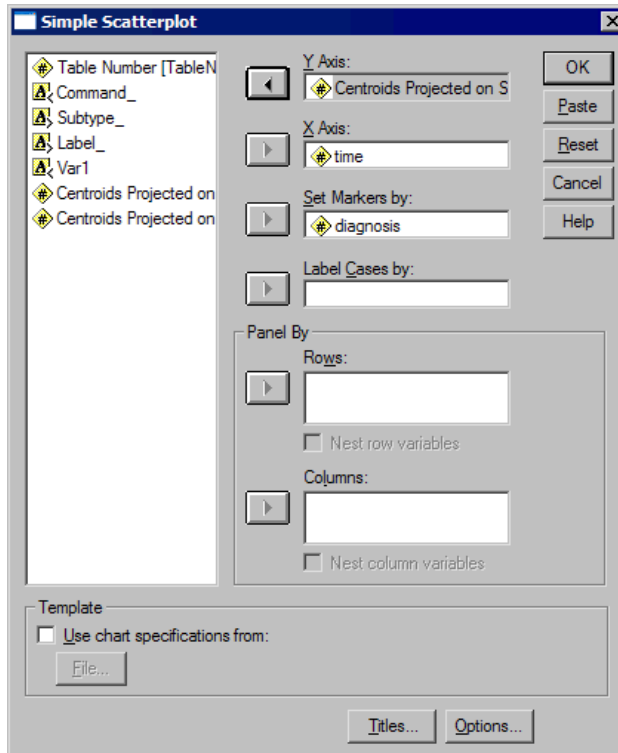 Simple Scatterplot
Table Number [TableN
Command_
Subtype_
Label_
Var1
Centroids Projected on
Centroids Projected on
Y Axis:
Centroids Projected on S
X Axis:
time
Set Markers by:
diagnosis
Label Cases by:
Panel By
Rows:
Nest row variables
Columns:
Nest column variables
OK
Paste
Reset
Cancel
Help
Template
Use chart specifications from:
File...
Titles...
Options...